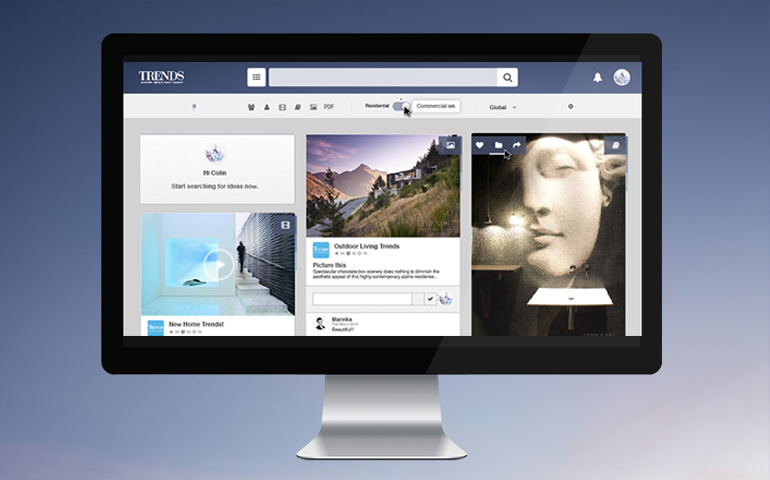 TRENDS
PDF
Residential
Commercial on
Global
Hi Colin
Start searching for ideas now.
New Home Trends!
Outdoor Living Trends
Picture this
Spectacular chocolate-box scenery does nothing to diminish the
aesthetic appeal of this highly contemporary alpine residence...
Marinka
Beautiful!!